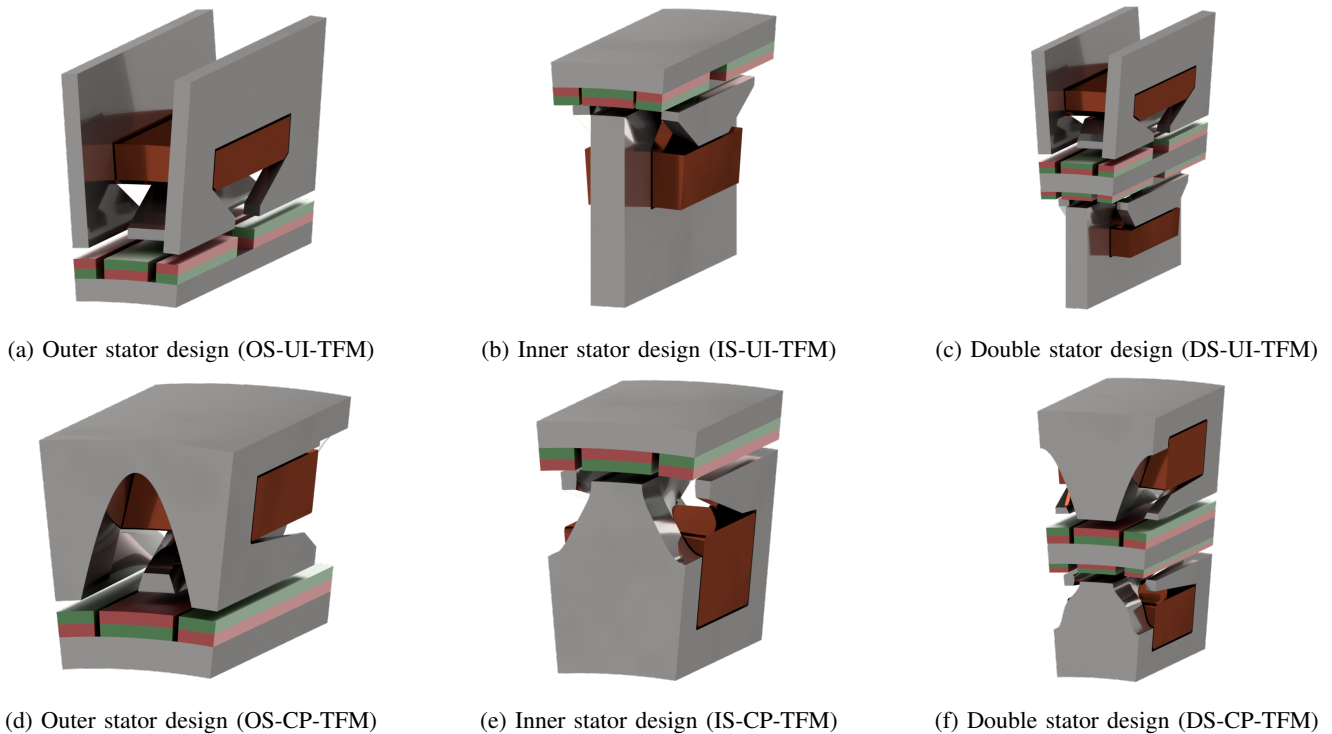 (a) Outer stator design (OS-UI-TFM)
(b) Inner stator design (IS-UI-TFM)
(c) Double stator design (DS-UI-TFM)
(d) Outer stator design (OS-CP-TFM)
(e) Inner stator design (IS-CP-TFM)
(f) Double stator design (DS-CP-TFM)